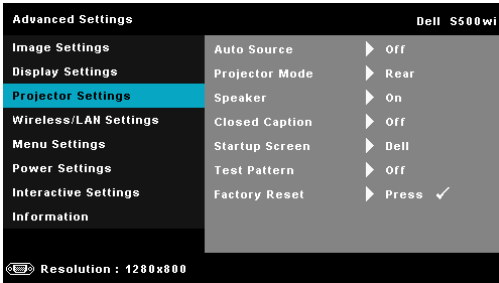 Advanced Settings Dell S500wi
Image Settings
Display Settings
Projector Settings
Wireless/LAN Settings
Menu Settings
Power Settings
Interactive Settings
Information
Auto Source Off
Projector Mode Rear
Speaker On
Closed Caption Off
Startup Screen Dell
Test Pattern Off
Factory Reset Press
Resolution : 1280x800